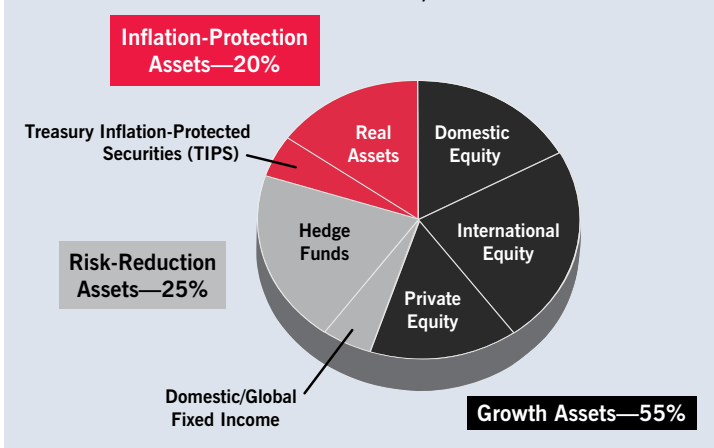 Inflation-Protection
Assets—20%
Treasury Inflation-Protected
Securities (TIPS)
Real
Assets
Domestic
Equity
Hedge
Funds
International
Equity
Risk-Reduction
Assets—25%
Private
Equity
Domestic/Global
Fixed Income
Growth Assets—55%